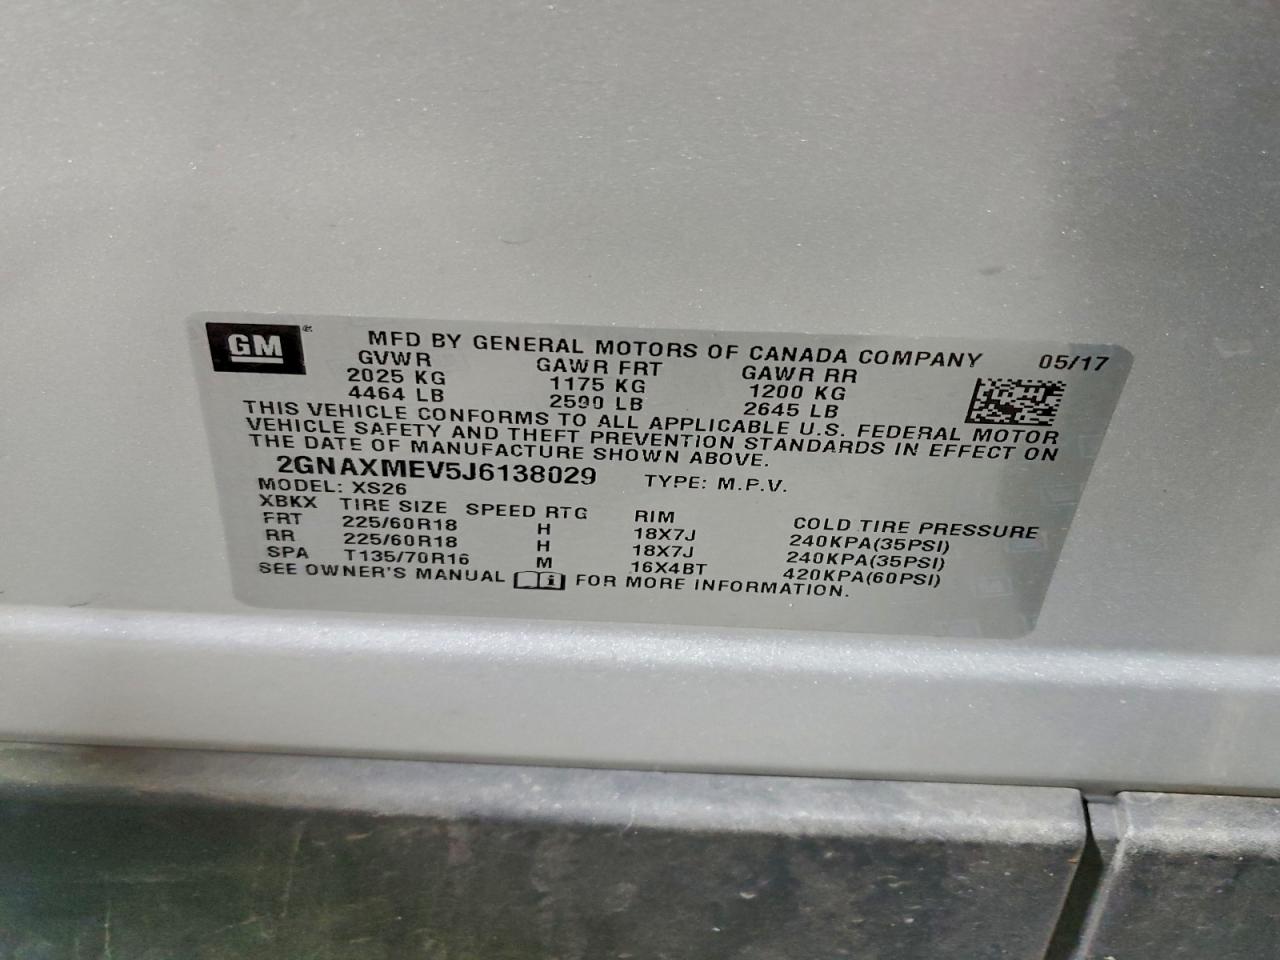 GM ® MFD BY GENERAL MOTORS OF CANADA COMPANY 05/17
GVWR GAWR FRT GAWR RR
2025 KG 1175 KG 1200 KG
4464 LB 2590 LB 2645 LB
THIS VEHICLE CONFORMS TO ALL APPLICABLE U.S. FEDERAL MOTOR
VEHICLE SAFETY AND THEFT PREVENTION STANDARDS IN EFFECT ON
THE DATE OF MANUFACTURE SHOWN ABOVE.
2GNAXMEV5J6138029 TYPE: M.P.V.
MODEL: XS26
XBKX TIRE SIZE SPEED RTG RIM COLD TIRE PRESSURE
FRT 225/60R18 H 18X7J 240KPA(35PSI)
RR 225/60R18 H 18X7J 240KPA(35PSI)
SPA T135/70R16 M 16X4BT 420KPA(60PSI)
SEE OWNER'S MANUAL i FOR MORE INFORMATION.